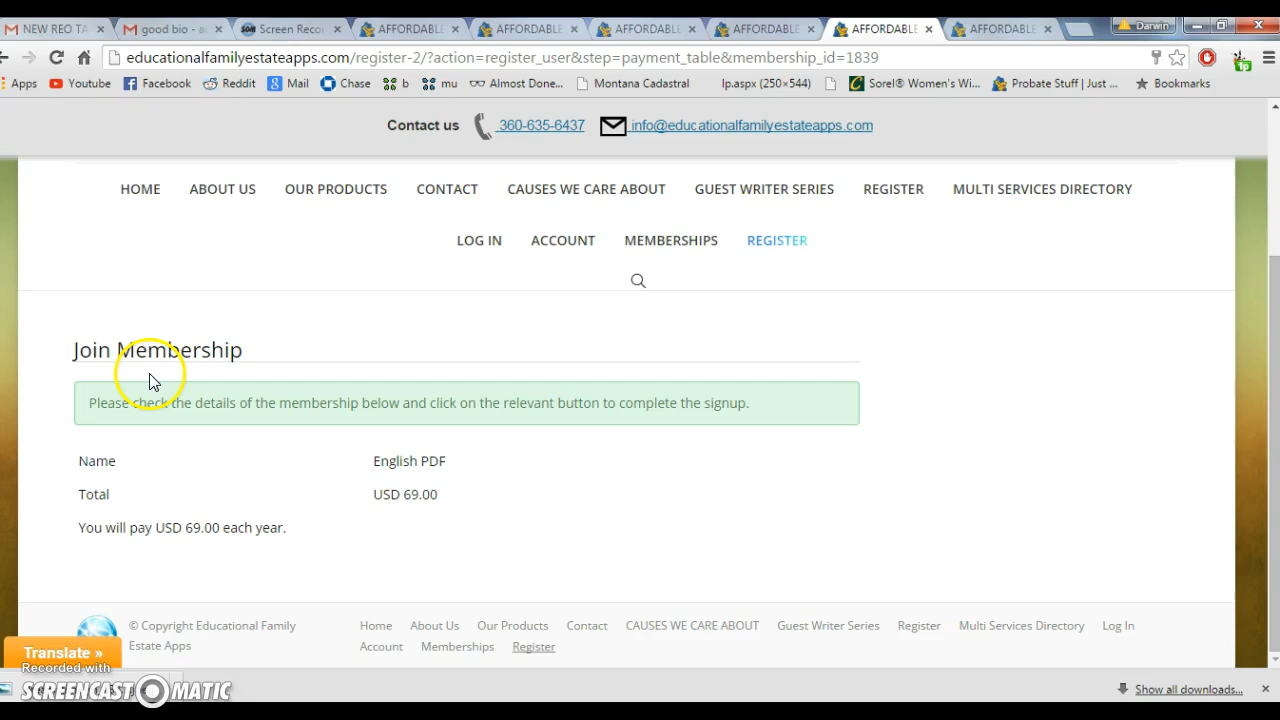 NEW REO TA
good bio - a
Screen Reco
AFFORDABLE
AFFORDABLE
AFFORDABLE
AFFORDABLE
AFFORDABLE
AFFORDABLE
Darwin
educationalfamilyestateapps.com/register-2/?action=register_user&step=payment_table&membership_id=1839
1p
Apps Youtube Facebook Reddit Mail Chase b mu Almost Done... Montana Cadastral lp.aspx (250×544) Sorel® Women's Wi... Probate Stuff | Just ... Bookmarks
Contact us 360-635-6437 info@educationalfamilyestateapps.com
HOME ABOUT US OUR PRODUCTS CONTACT CAUSES WE CARE ABOUT GUEST WRITER SERIES REGISTER MULTI SERVICES DIRECTORY
LOG IN ACCOUNT MEMBERSHIPS REGISTER
Join Membership
Please check the details of the membership below and click on the relevant button to complete the signup.
Name English PDF
Total USD 69.00
You will pay USD 69.00 each year.
© Copyright Educational Family
Estate Apps
Home About Us Our Products Contact CAUSES WE CARE ABOUT Guest Writer Series Register Multi Services Directory Log In
Account Memberships Register
Translate »
Recorded with
SCREENCAST MATIC
Show all downloads...